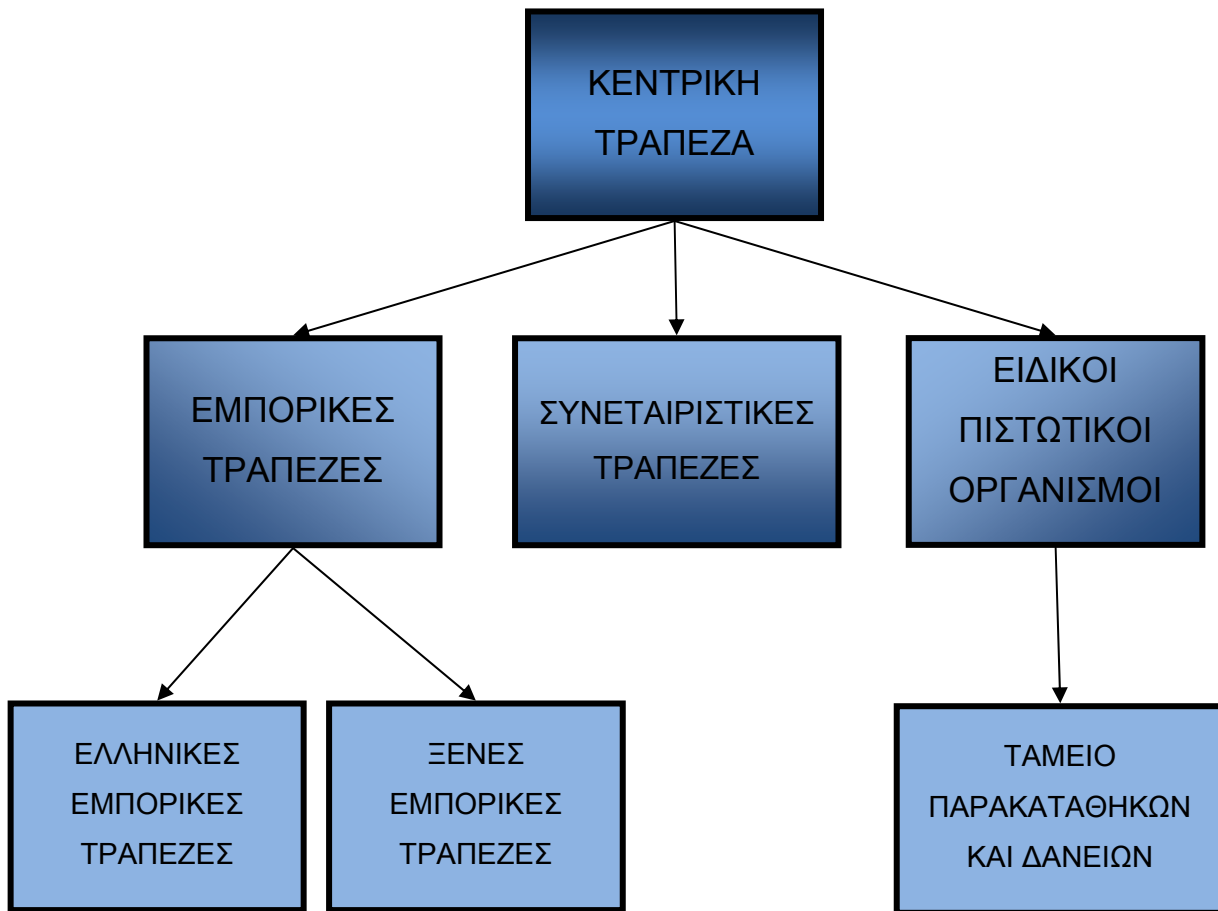 ΚΕΝΤΡΙΚΗ
ΤΡΑΠΕΖΑ
ΕΜΠΟΡΙΚΕΣ
ΤΡΑΠΕΖΕΣ
ΣΥΝΕΤΑΙΡΙΣΤΙΚΕΣ
ΤΡΑΠΕΖΕΣ
ΕΙΔΙΚΟΙ
ΠΙΣΤΩΤΙΚΟΙ
ΟΡΓΑΝΙΣΜΟΙ
ΕΛΛΗΝΙΚΕΣ
ΕΜΠΟΡΙΚΕΣ
ΤΡΑΠΕΖΕΣ
ΞΕΝΕΣ
ΕΜΠΟΡΙΚΕΣ
ΤΡΑΠΕΖΕΣ
ΤΑΜΕΙΟ
ΠΑΡΑΚΑΤΑΘΗΚΩΝ
ΚΑΙ ΔΑΝΕΙΩΝ